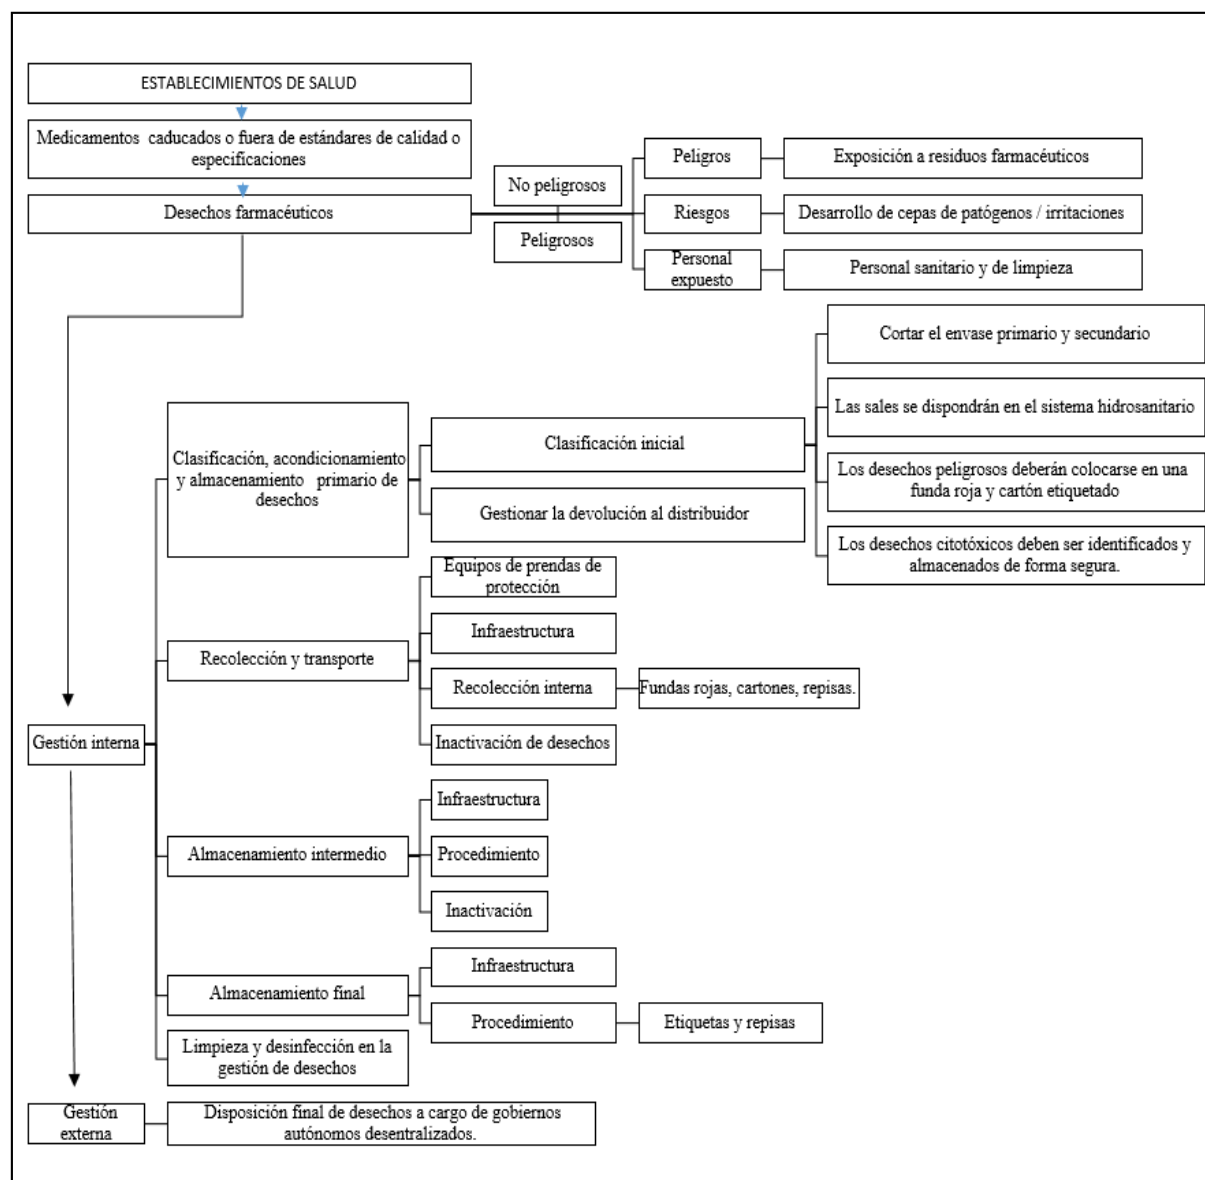 ESTABLECIMIENTOS DE SALUD
Medicamentos caducados o fuera de estándares de calidad o
especificaciones
Desechos farmacéuticos
No peligrosos
Peligrosos
Peligros
Exposición a residuos farmacéuticos
Riesgos
Desarrollo de cepas de patógenos / irritaciones
Personal
expuesto
Personal sanitario y de limpieza
Clasificación, acondicionamiento
y almacenamiento primario de
desechos
Clasificación inicial
Cortar el envase primario y secundario
Las sales se dispondrán en el sistema hidrosanitario
Los desechos peligrosos deberán colocarse en una
funda roja y cartón etiquetado
Los desechos citotóxicos deben ser identificados y
almacenados de forma segura.
Gestionar la devolución al distribuidor
Recolección y transporte
Equipos de prendas de
protección
Infraestructura
Recolección interna
Fundas rojas, cartones, repisas.
Inactivación de desechos
Gestión interna
Almacenamiento intermedio
Infraestructura
Procedimiento
Inactivación
Almacenamiento final
Infraestructura
Procedimiento
Etiquetas y repisas
Limpieza y desinfección en la
gestión de desechos
Gestión
externa
Disposición final de desechos a cargo de gobiernos
autónomos desentralizados.